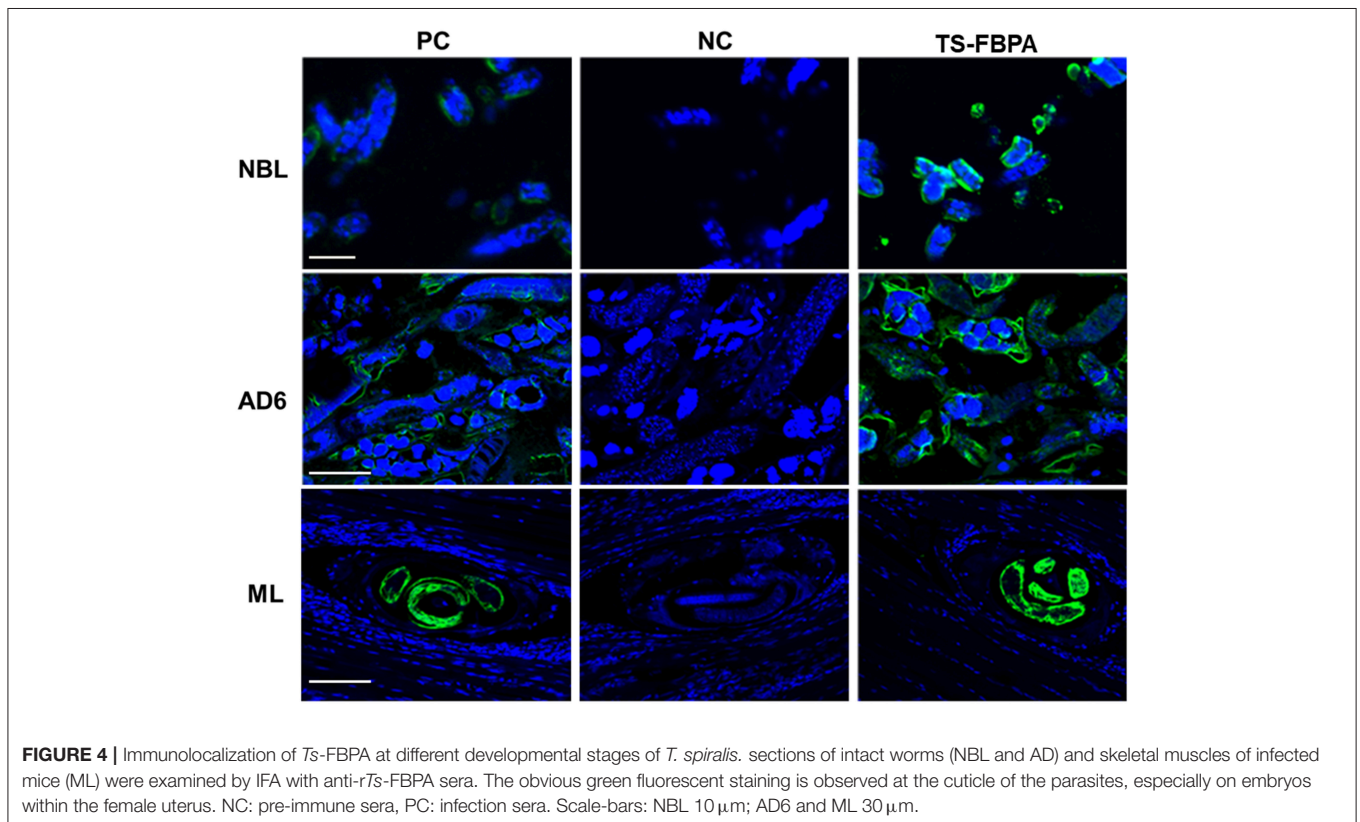 PC NC TS-FBPA
NBL
AD6
ML
FIGURE 4 | Immunolocalization of Ts-FBPA at different developmental stages of T. spiralis. sections of intact worms (NBL and AD) and skeletal muscles of infected
mice (ML) were examined by IFA with anti-rTs-FBPA sera. The obvious green fluorescent staining is observed at the cuticle of the parasites, especially on embryos
within the female uterus. NC: pre-immune sera, PC: infection sera. Scale-bars: NBL 10 μm; AD6 and ML 30 μm.